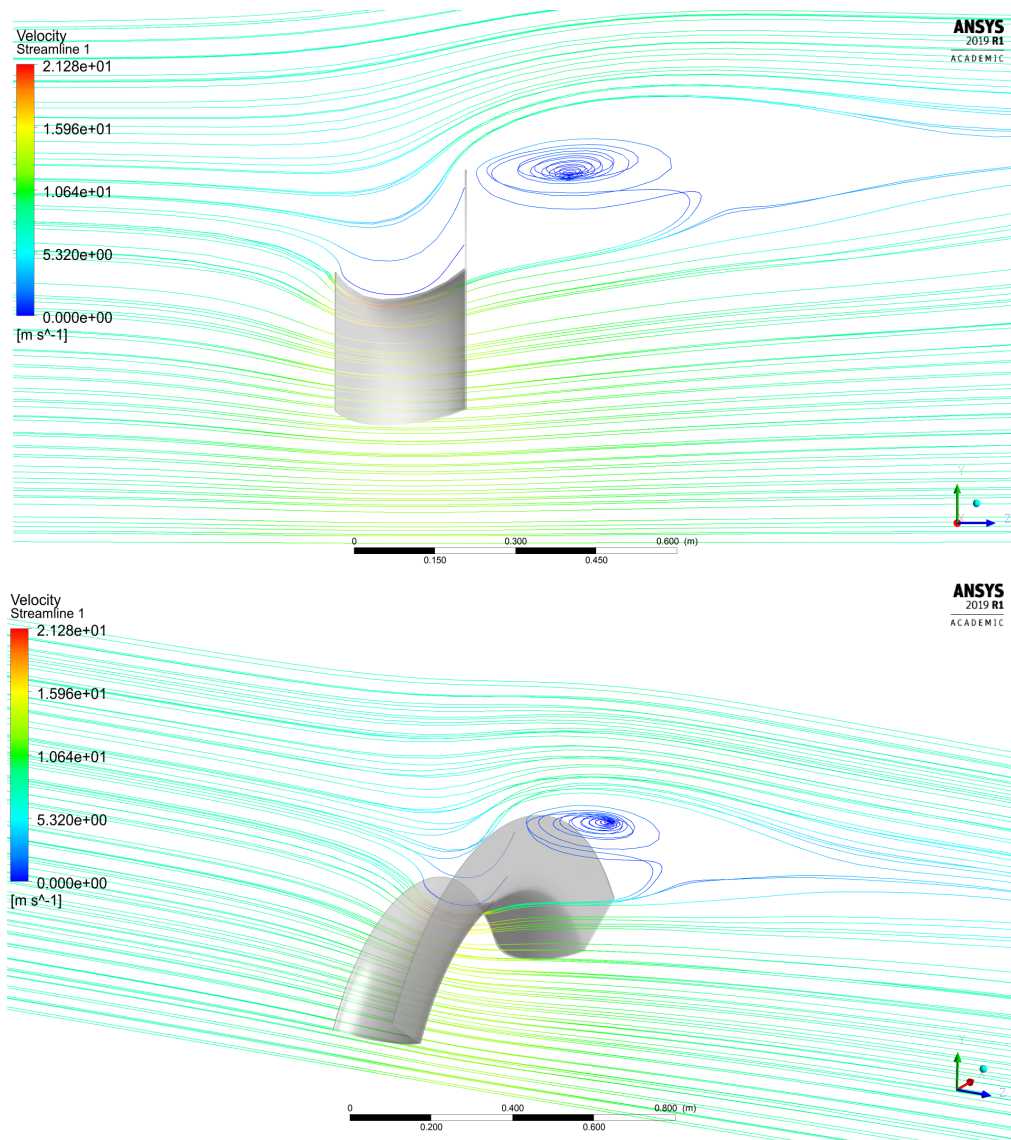 Velocity
Streamline 1
2.128e+01
1.596e+01
1.064e+01
5.320e+00
0.000e+00
[m s^-1]
ANSYS
2019 R1
ACADEMIC
Y
Z
0 0.300 0.600 (m)
0.150 0.450
Velocity
Streamline 1
2.128e+01
1.596e+01
1.064e+01
5.320e+00
0.000e+00
[m s^-1]
ANSYS
2019 R1
ACADEMIC
Y
Z
0 0.400 0.800 (m)
0.200 0.600